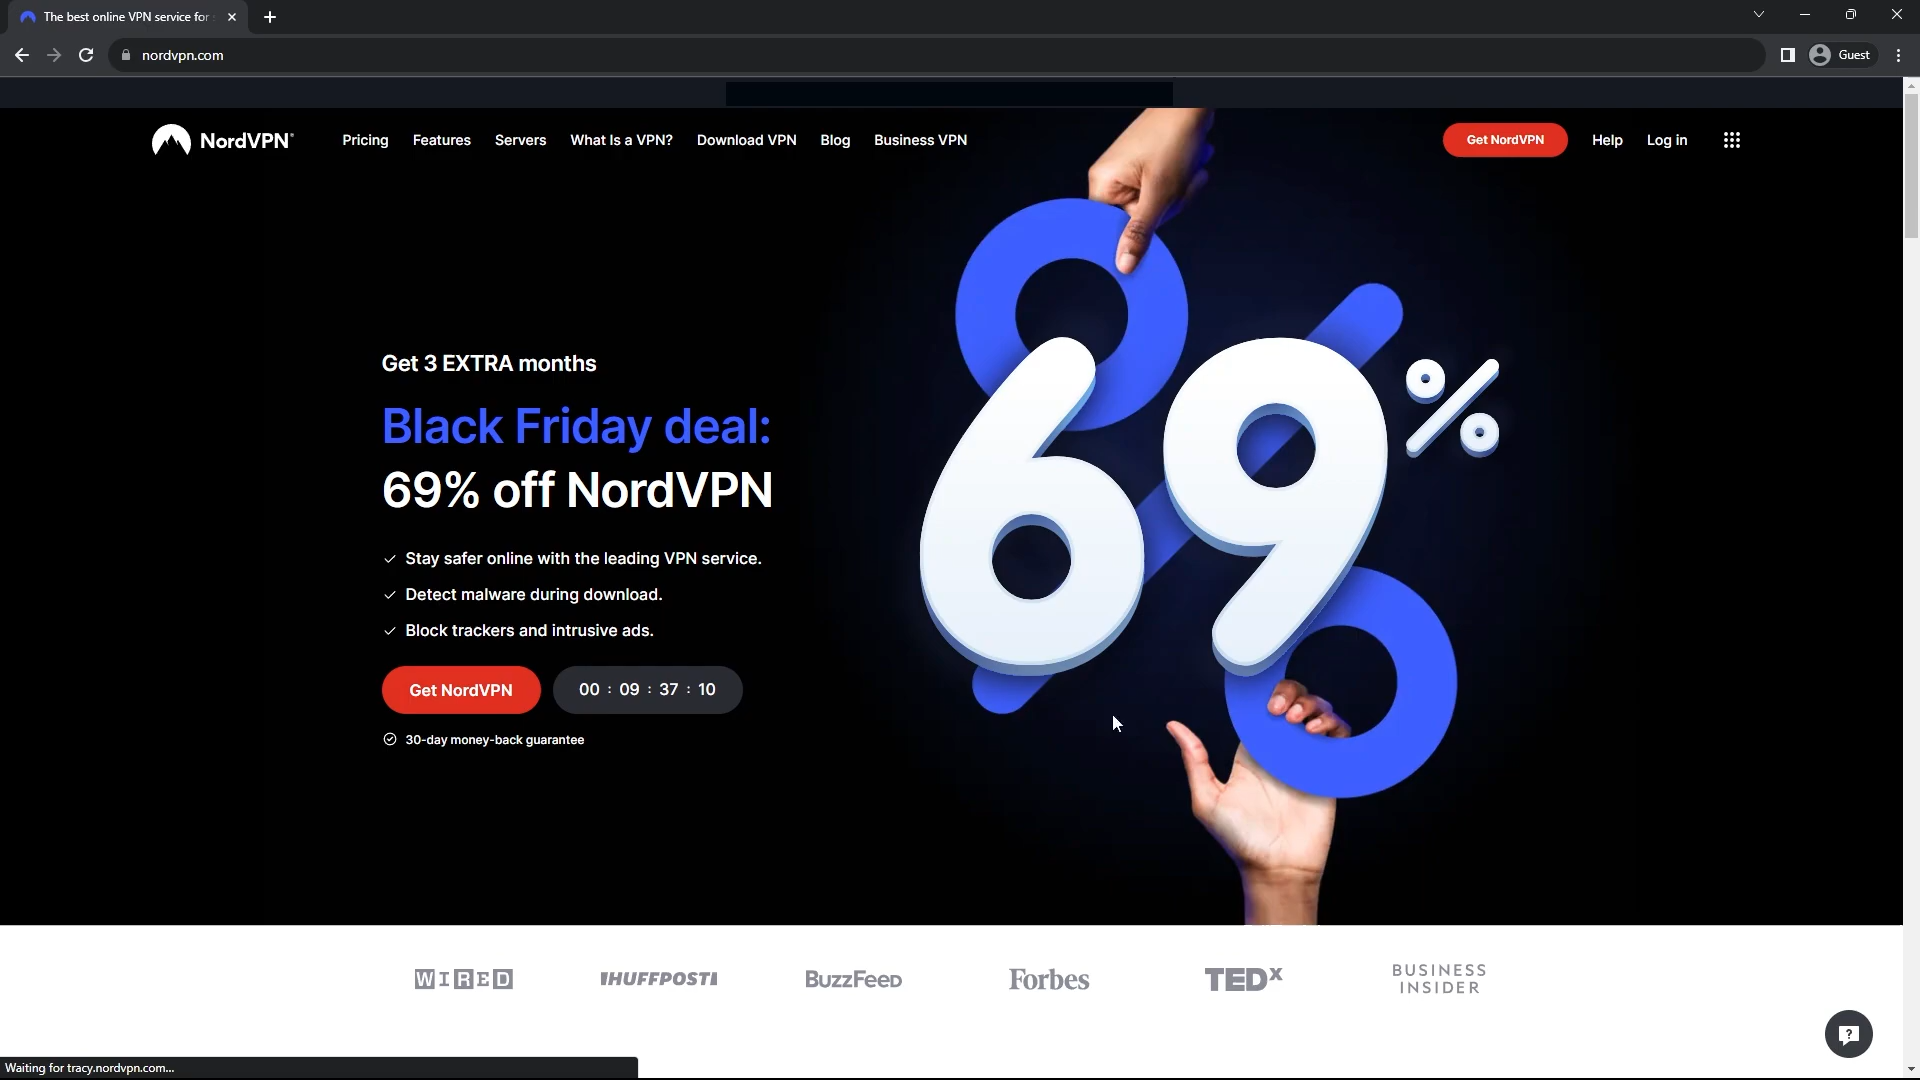 The best online VPN service for
nordvpn.com
Guest
NordVPN
Pricing Features Servers What Is a VPN? Download VPN Blog Business VPN
Get NordVPN Help Log in
Get 3 EXTRA months
Black Friday deal:
69% off NordVPN
Stay safer online with the leading VPN service.
Detect malware during download.
Block trackers and intrusive ads.
Get NordVPN 00 : 09 : 37 : 10
30-day money-back guarantee
69%
WIRED HUFFPOST BuzzFeed Forbes TEDx BUSINESS
INSIDER
?
Waiting for tracy.nordvpn.com...